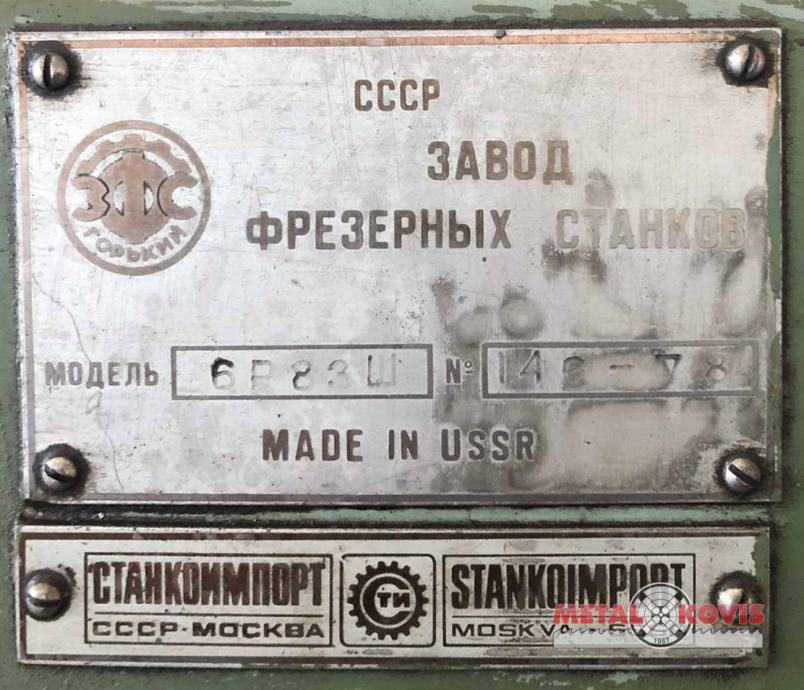 СССР
ЗАВОД
ФРЕЗЕРНЫХ СТАНКОВ
ЗФС
ГОРЬКИЙ
МОДЕЛЬ 6Р83Ш №
MADE IN USSR
СТАНКОИМПОРТ
СССР-МОСКВА
СТИ
STANKOIMPORT
METAL KOVIS
1987